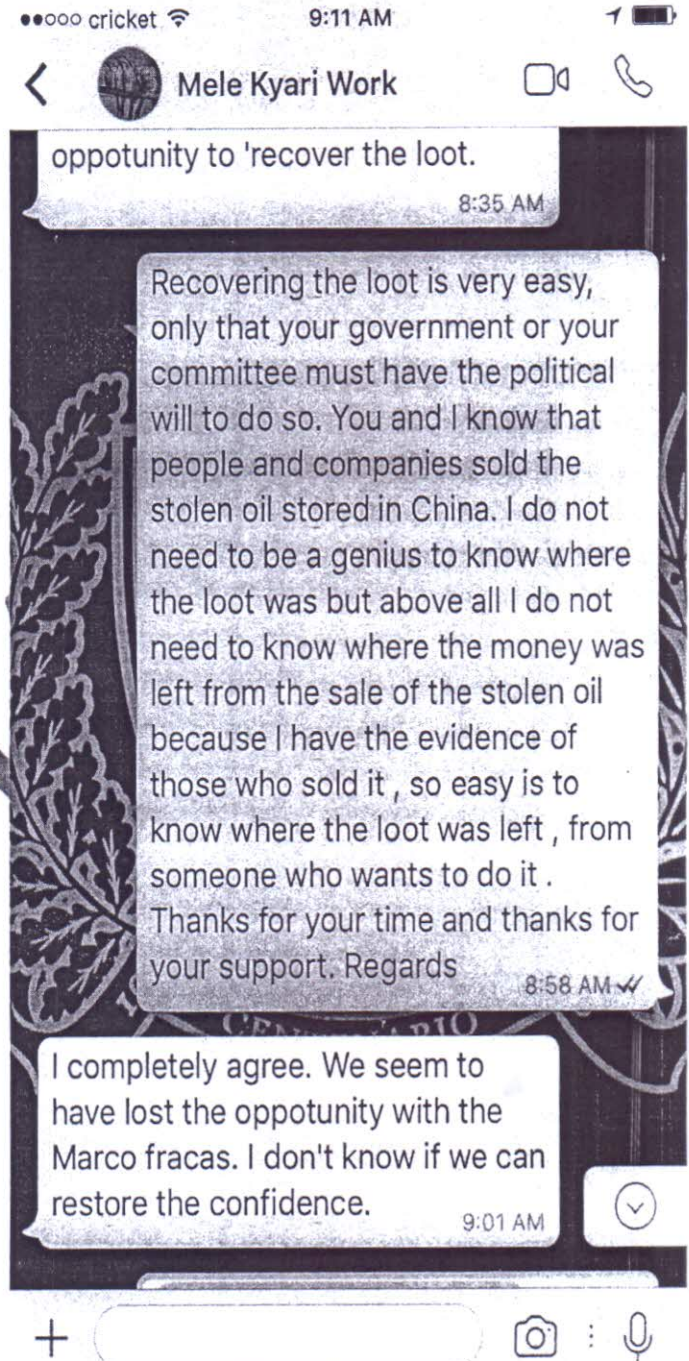 cricket 9:11 AM
Mele Kyari Work
oppotunity to 'recover the loot.
8:35 AM
Recovering the loot is very easy,
only that your government or your
committee must have the political
will to do so. You and I know that
people and companies sold the
stolen oil stored in China. I do not
need to be a genius to know where
the loot was but above all I do not
need to know where the money was
left from the sale of the stolen oil
because I have the evidence of
those who sold it , so easy is to
know where the loot was left , from
someone who wants to do it .
Thanks for your time and thanks for
your support. Regards
8:58 AM
I completely agree. We seem to
have lost the oppotunity with the
Marco fracas. I don't know if we can
restore the confidence.
9:01 AM